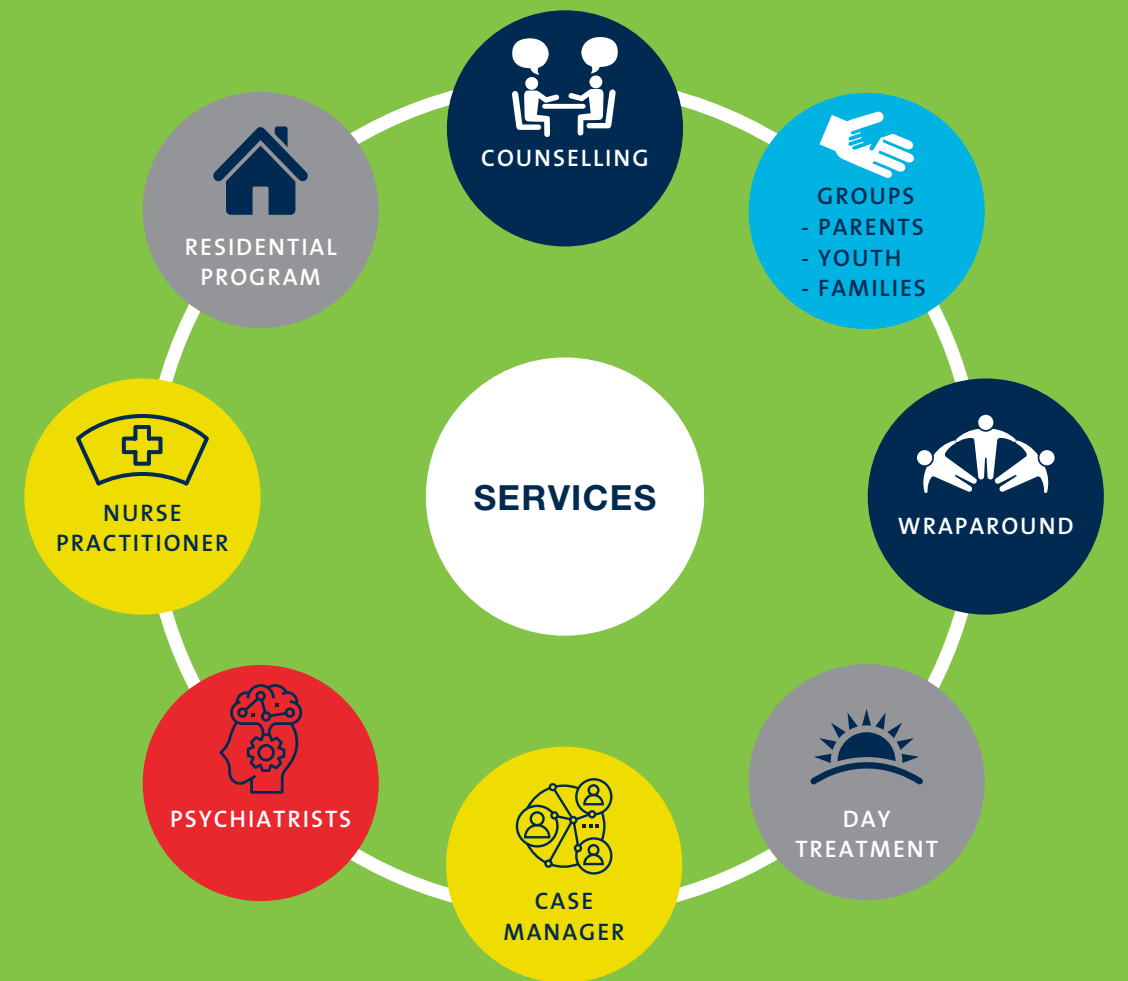 COUNSELLING
GROUPS
- PARENTS
- YOUTH
- FAMILIES
WRAPAROUND
DAY
TREATMENT
CASE
MANAGER
PSYCHIATRISTS
NURSE
PRACTITIONER
RESIDENTIAL
PROGRAM
SERVICES